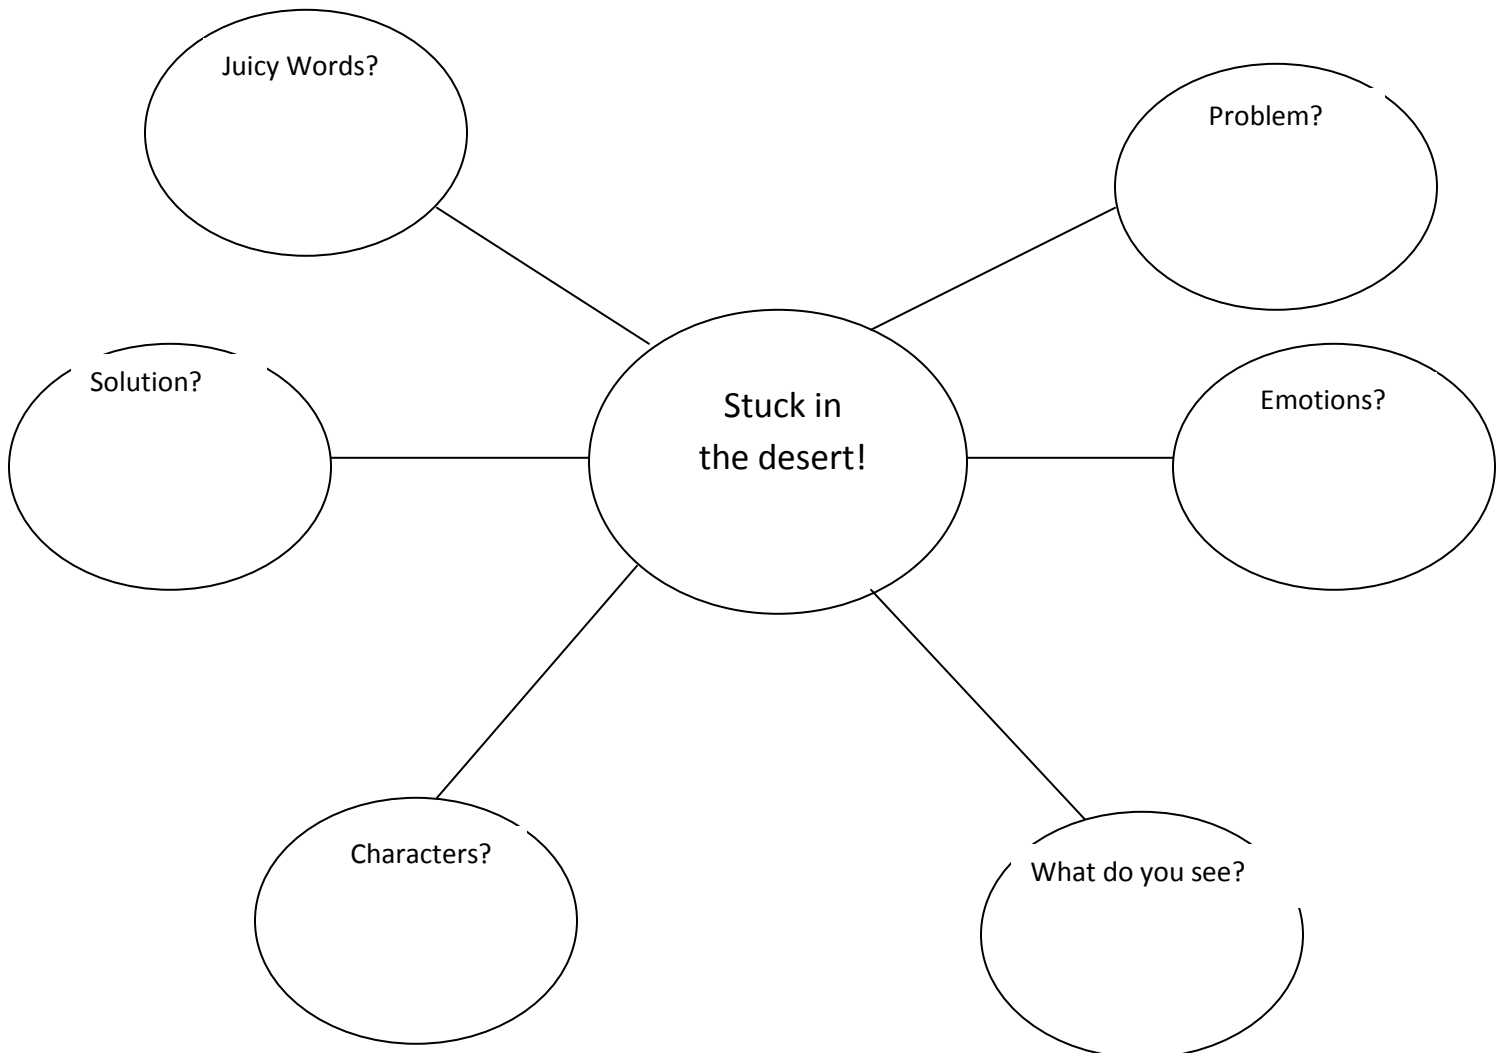 Juicy Words?
Problem?
Solution?
Stuck in
the desert!
Emotions?
Characters?
What do you see?